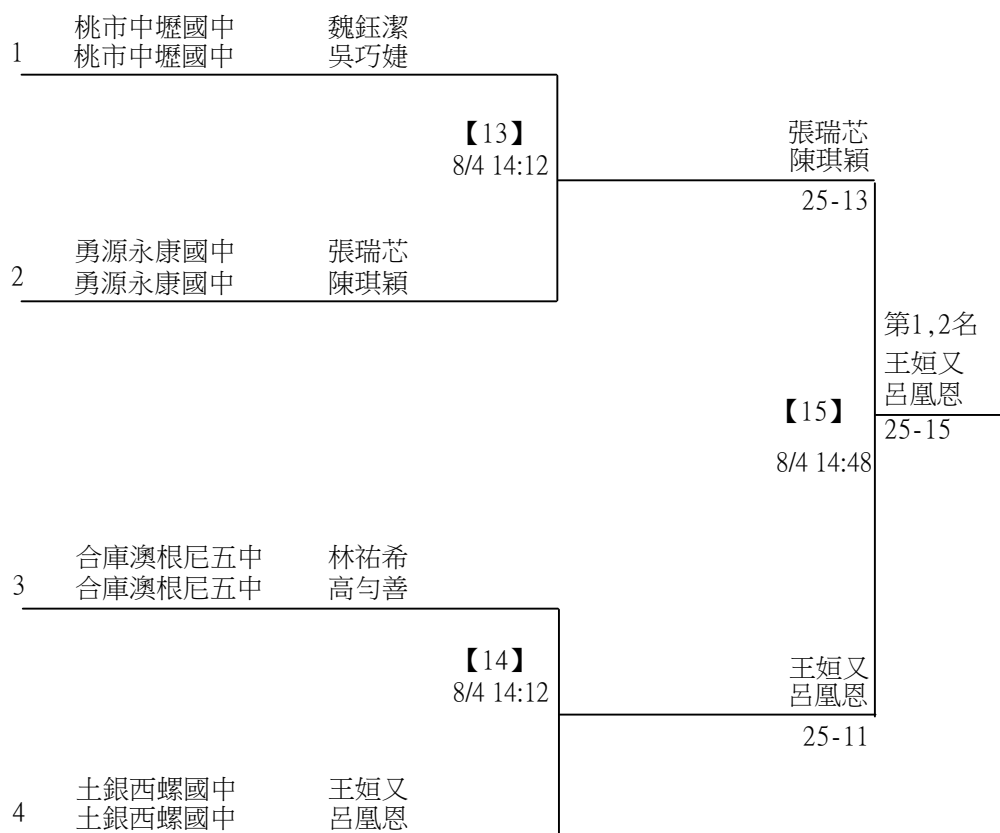 桃市中壢國中 魏鈺潔
1 桃市中壢國中 吳巧婕
【13】
8/4 14:12
張瑞芯
陳琪穎
25-13
勇源永康國中 張瑞芯
2 勇源永康國中 陳琪穎
第1,2名
王姮又
呂凰恩
25-15
【15】
8/4 14:48
合庫澳根尼五中 林祐希
3 合庫澳根尼五中 高勻善
【14】
8/4 14:12
王姮又
呂凰恩
25-11
土銀西螺國中 王姮又
4 土銀西螺國中 呂凰恩